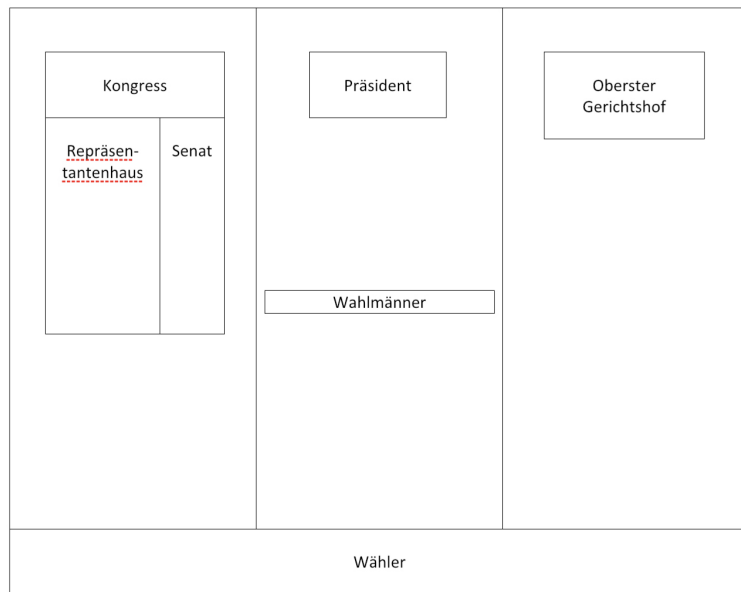 Kongress
Repräsen-
tantenhaus
Senat
Präsident
Wahlmänner
Oberster
Gerichtshof
Wähler